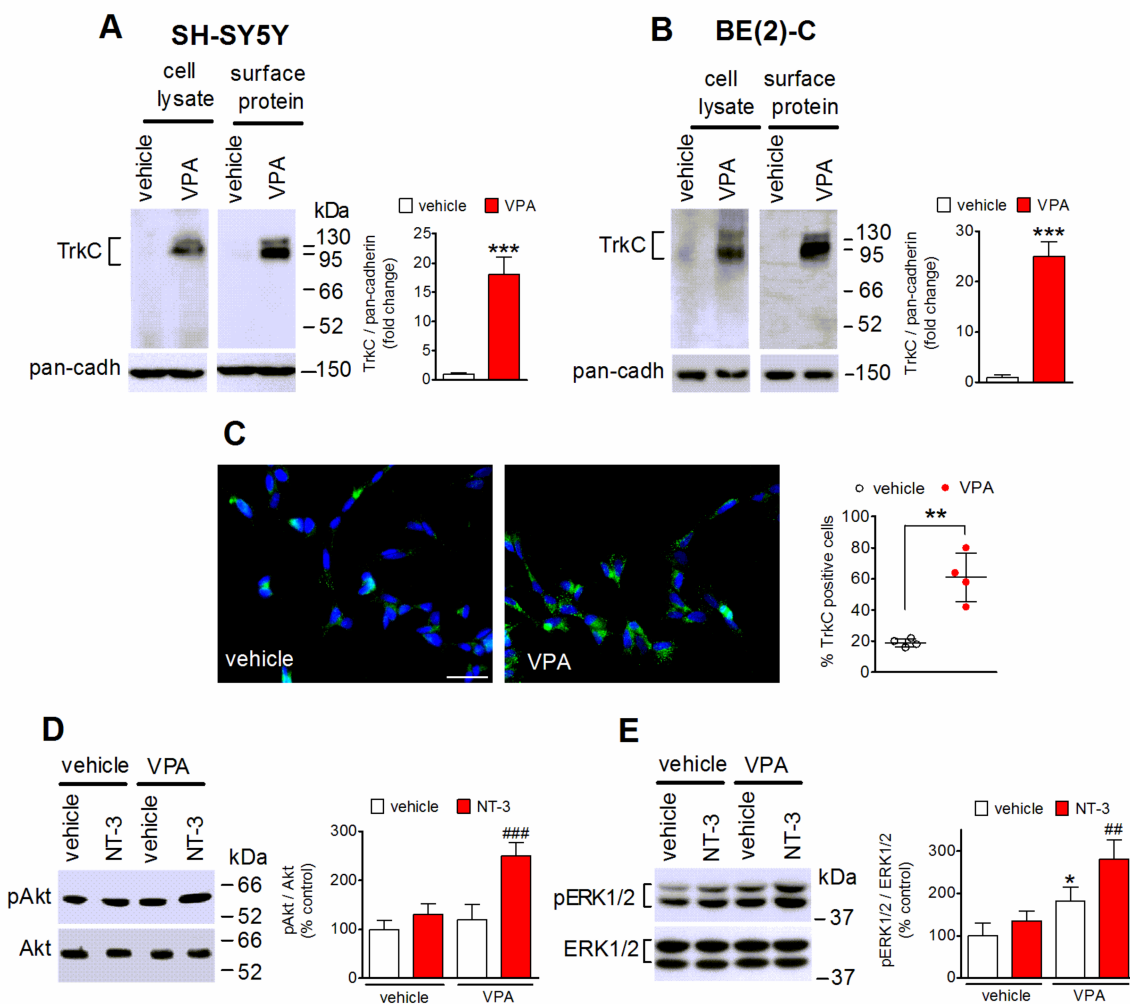 A
SH-SY5Y
cell
lysate
surface
protein
vehicle
VPA
vehicle
VPA
kDa
TrkC
130
95
66
52
pan-cadh
150
vehicle
VPA
TrkC / pan-cadherin
(fold change)
25
20
15
10
5
0
***
B
BE(2)-C
cell
lysate
surface
protein
vehicle
VPA
vehicle
VPA
TrkC
130
95
66
52
pan-cadh
150
vehicle
VPA
TrkC / pan-cadherin
(fold change)
30
20
10
0
***
C
vehicle
VPA
vehicle
VPA
% TrkC positive cells
100
80
60
40
20
0
**
D
vehicle
VPA
vehicle
NT-3
vehicle
NT-3
kDa
pAkt
66
52
Akt
66
52
vehicle
NT-3
pAkt / Akt
(% control)
300
200
100
0
###
vehicle
VPA
E
vehicle
VPA
vehicle
NT-3
vehicle
NT-3
kDa
pERK1/2
37
ERK1/2
37
vehicle
NT-3
pERK1/2 / ERK1/2
(% control)
300
200
100
0
*
##
vehicle
VPA